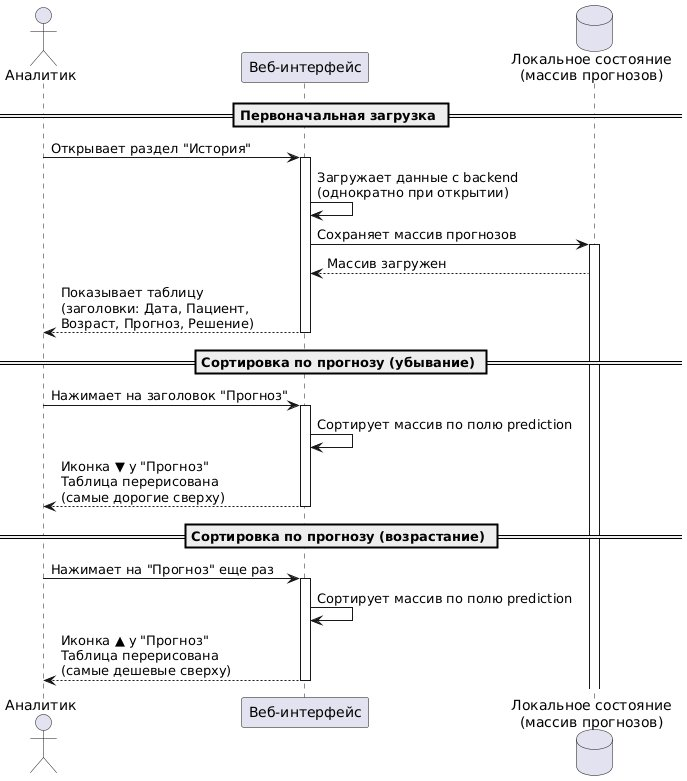 Аналитик
Веб-интерфейс
Локальное состояние
(массив прогнозов)
Первоначальная загрузка
Открывает раздел "История"
Загружает данные с backend
(однократно при открытии)
Сохраняет массив прогнозов
Массив загружен
Показывает таблицу
(заголовки: Дата, Пациент,
Возраст, Прогноз, Решение)
Сортировка по прогнозу (убывание)
Нажимает на заголовок "Прогноз"
Сортирует массив по полю prediction
Иконка ▼ у "Прогноз"
Таблица перерисована
(самые дорогие сверху)
Сортировка по прогнозу (возрастание)
Нажимает на "Прогноз" еще раз
Сортирует массив по полю prediction
Иконка ▲ у "Прогноз"
Таблица перерисована
(самые дешевые сверху)
Аналитик
Веб-интерфейс
Локальное состояние
(массив прогнозов)